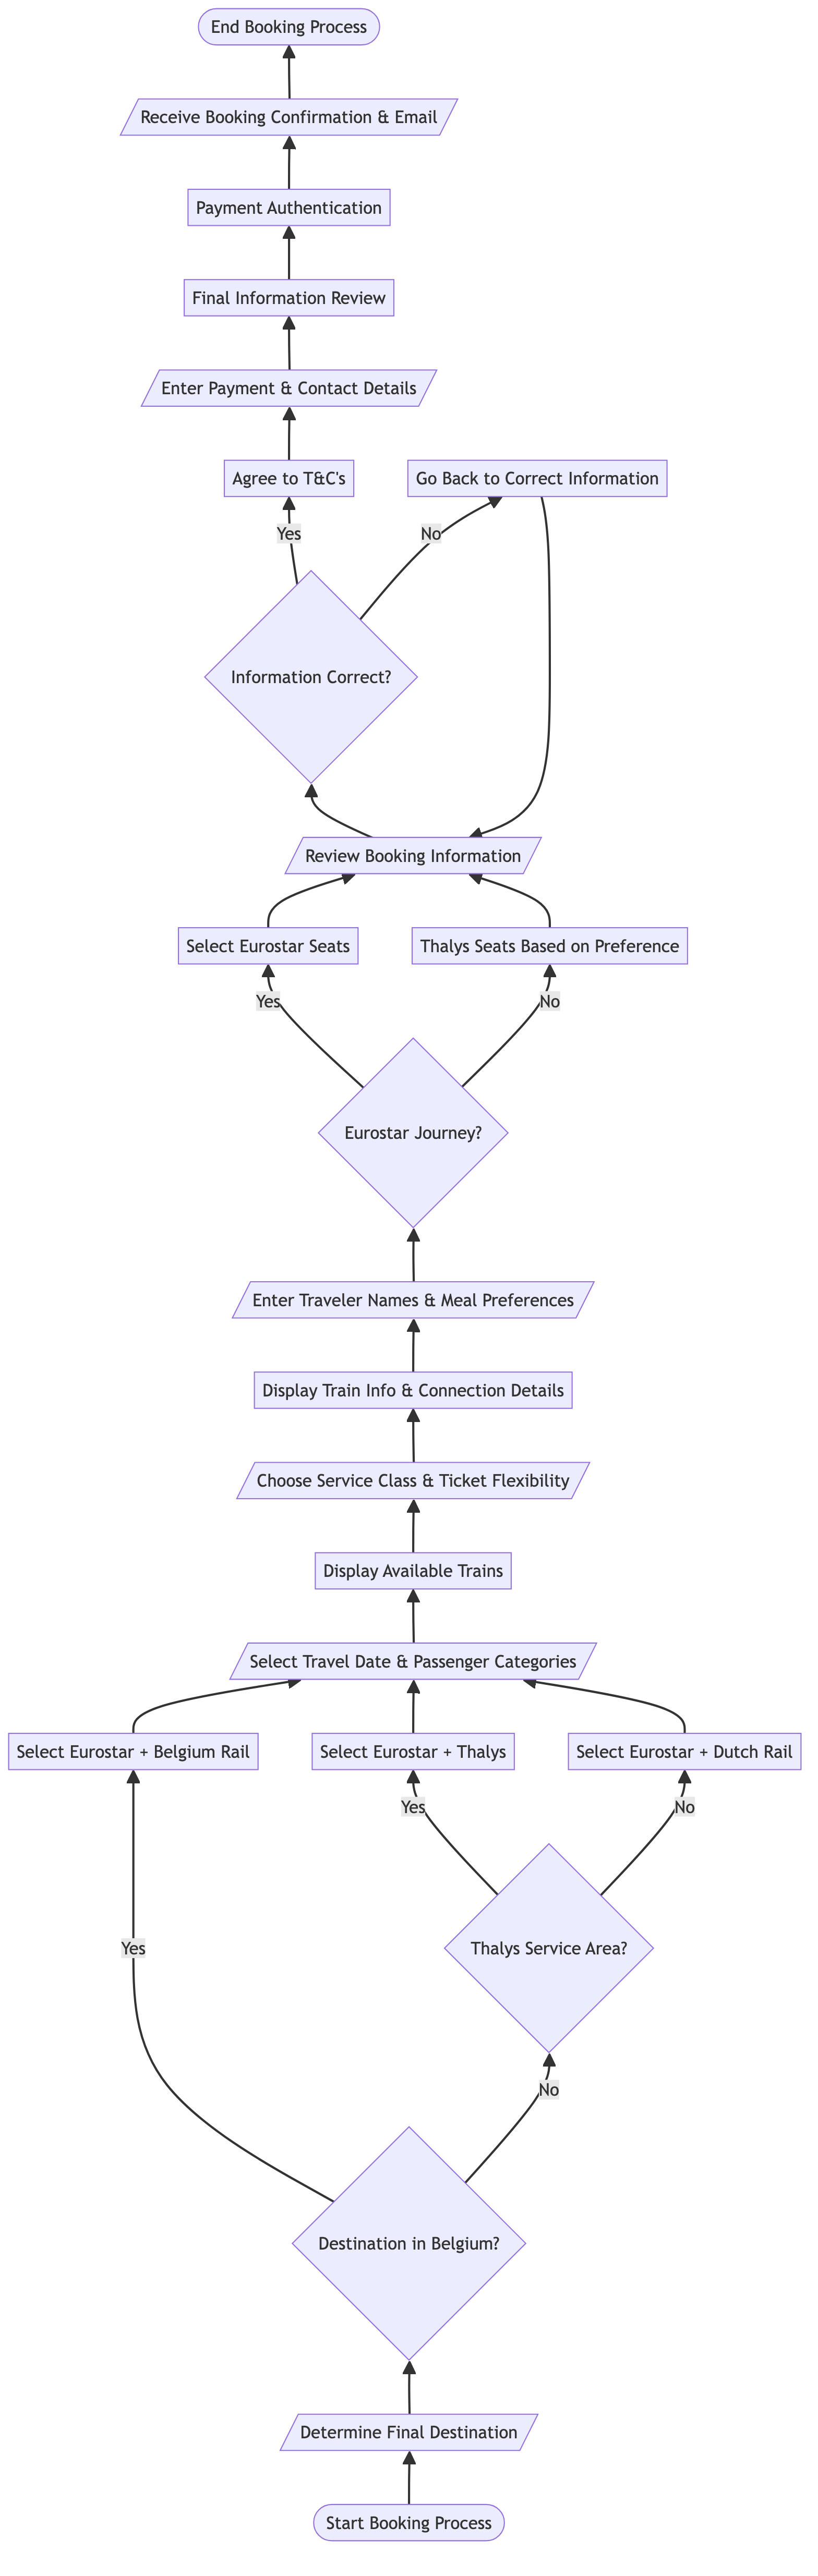 End Booking Process
Receive Booking Confirmation & Email
Payment Authentication
Final Information Review
Enter Payment & Contact Details
Agree to T&C's
Go Back to Correct Information
Yes
No
Information Correct?
Review Booking Information
Select Eurostar Seats
Thalys Seats Based on Preference
Yes
No
Eurostar Journey?
Enter Traveler Names & Meal Preferences
Display Train Info & Connection Details
Choose Service Class & Ticket Flexibility
Display Available Trains
Select Travel Date & Passenger Categories
Select Eurostar + Belgium Rail
Select Eurostar + Thalys
Select Eurostar + Dutch Rail
Yes
No
Yes
Thalys Service Area?
No
Destination in Belgium?
Determine Final Destination
Start Booking Process